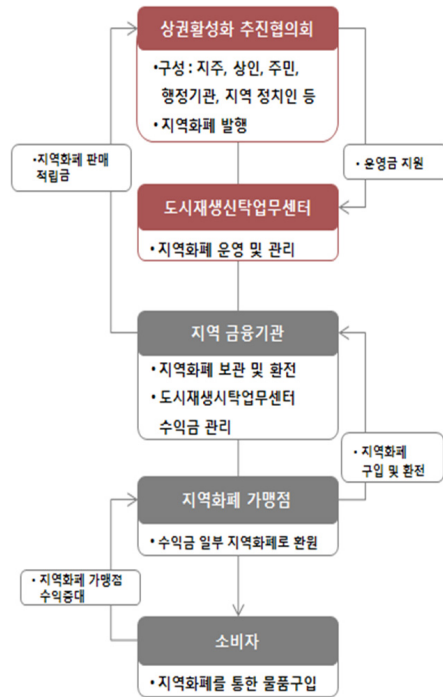 상권활성화 추진협의회
•구성 : 지주, 상인, 주민,
행정기관, 지역 정치인 등
• 지역화폐 발행
•지역화페 판매
적립금
• 운영금 지원
도시재생신탁업무센터
• 지역화폐 운영 및 관리
지역 금융기관
• 지역화폐 보관 및 환전
• 도시재생시탁업무센터
수익금 관리
• 지역화페
구입 및 환전
지역화폐 가맹점
• 수익금 일부 지역화폐로 환원
• 지역화페 가맹점
수익증대
소비자
• 지역화폐를 통한 물품구입